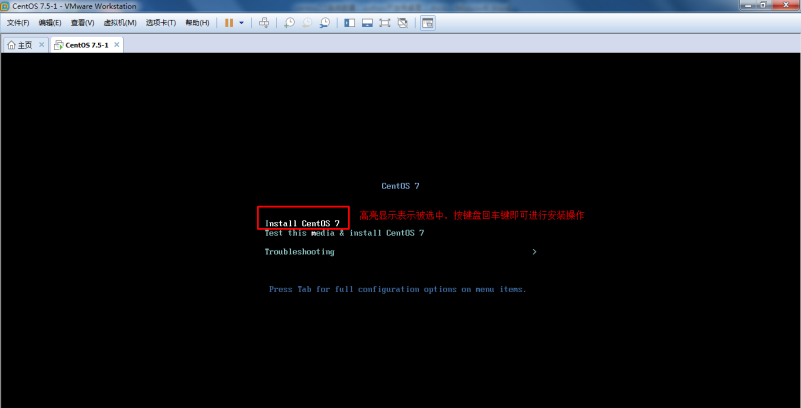 CentOS 7.5-1 - VMware Workstation
文件(F) 编辑(E) 查看(V) 虚拟机(M) 选项卡(T) 帮助(H)
主页 CentOS 7.5-1
CentOS 7
Install CentOS 7 高亮显示表示被选中，按键盘回车键即可进行安装操作
Test this media & install CentOS 7
Troubleshooting >
Press Tab for full configuration options on menu items.